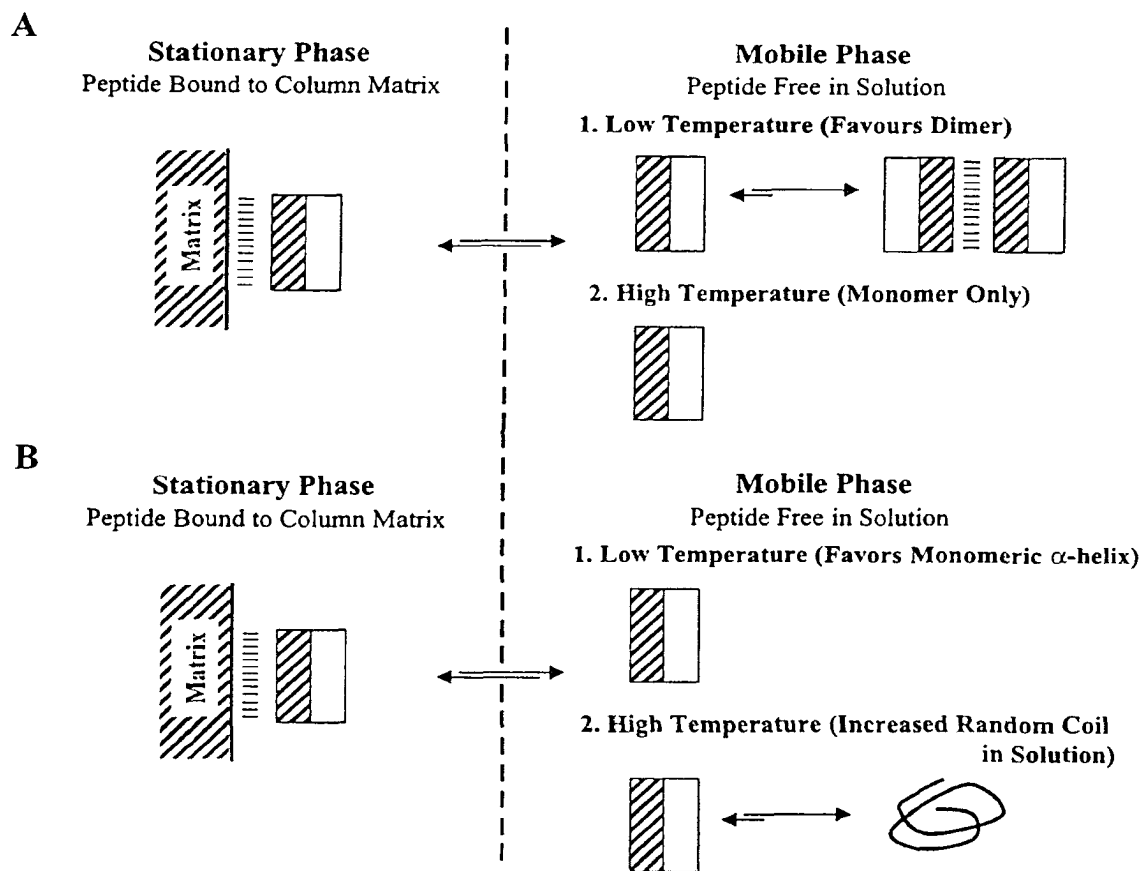 A
Stationary Phase
Peptide Bound to Column Matrix
Matrix
Mobile Phase
Peptide Free in Solution
1. Low Temperature (Favours Dimer)
2. High Temperature (Monomer Only)
B
Stationary Phase
Peptide Bound to Column Matrix
Matrix
Mobile Phase
Peptide Free in Solution
1. Low Temperature (Favors Monomeric α-helix)
2. High Temperature (Increased Random Coil
in Solution)